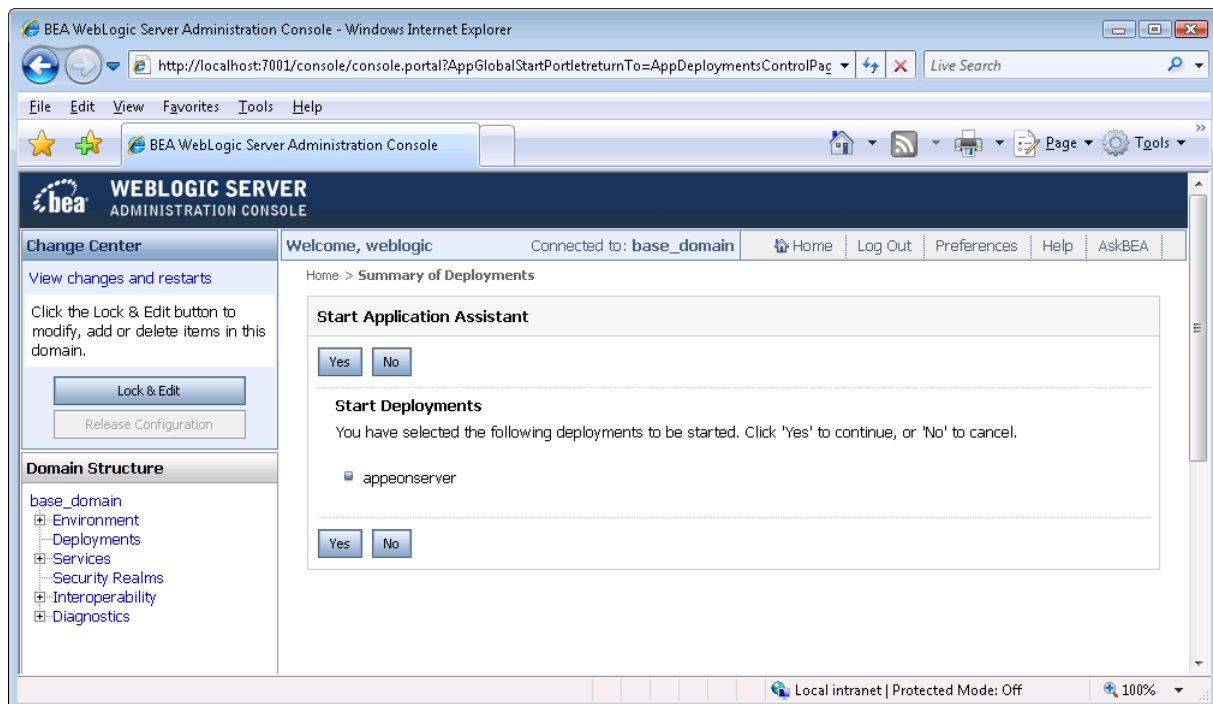 BEA WebLogic Server Administration Console - Windows Internet Explorer
http://localhost:7001/console/console.portal?AppGlobalStartPortletreturnTo=AppDeploymentsControlPag
Live Search
File Edit View Favorites Tools Help
BEA WebLogic Server Administration Console
Page Tools
bea
WEBLOGIC SERVER
ADMINISTRATION CONSOLE
Change Center
View changes and restarts
Click the Lock & Edit button to
modify, add or delete items in this
domain.
Lock & Edit
Release Configuration
Domain Structure
base_domain
Environment
Deployments
Services
Security Realms
Interoperability
Diagnostics
Welcome, weblogic
Connected to: base_domain
Home Log Out Preferences Help AskBEA
Home > Summary of Deployments
Start Application Assistant
Yes No
Start Deployments
You have selected the following deployments to be started. Click 'Yes' to continue, or 'No' to cancel.
appeonserver
Yes No
Local intranet | Protected Mode: Off
100%